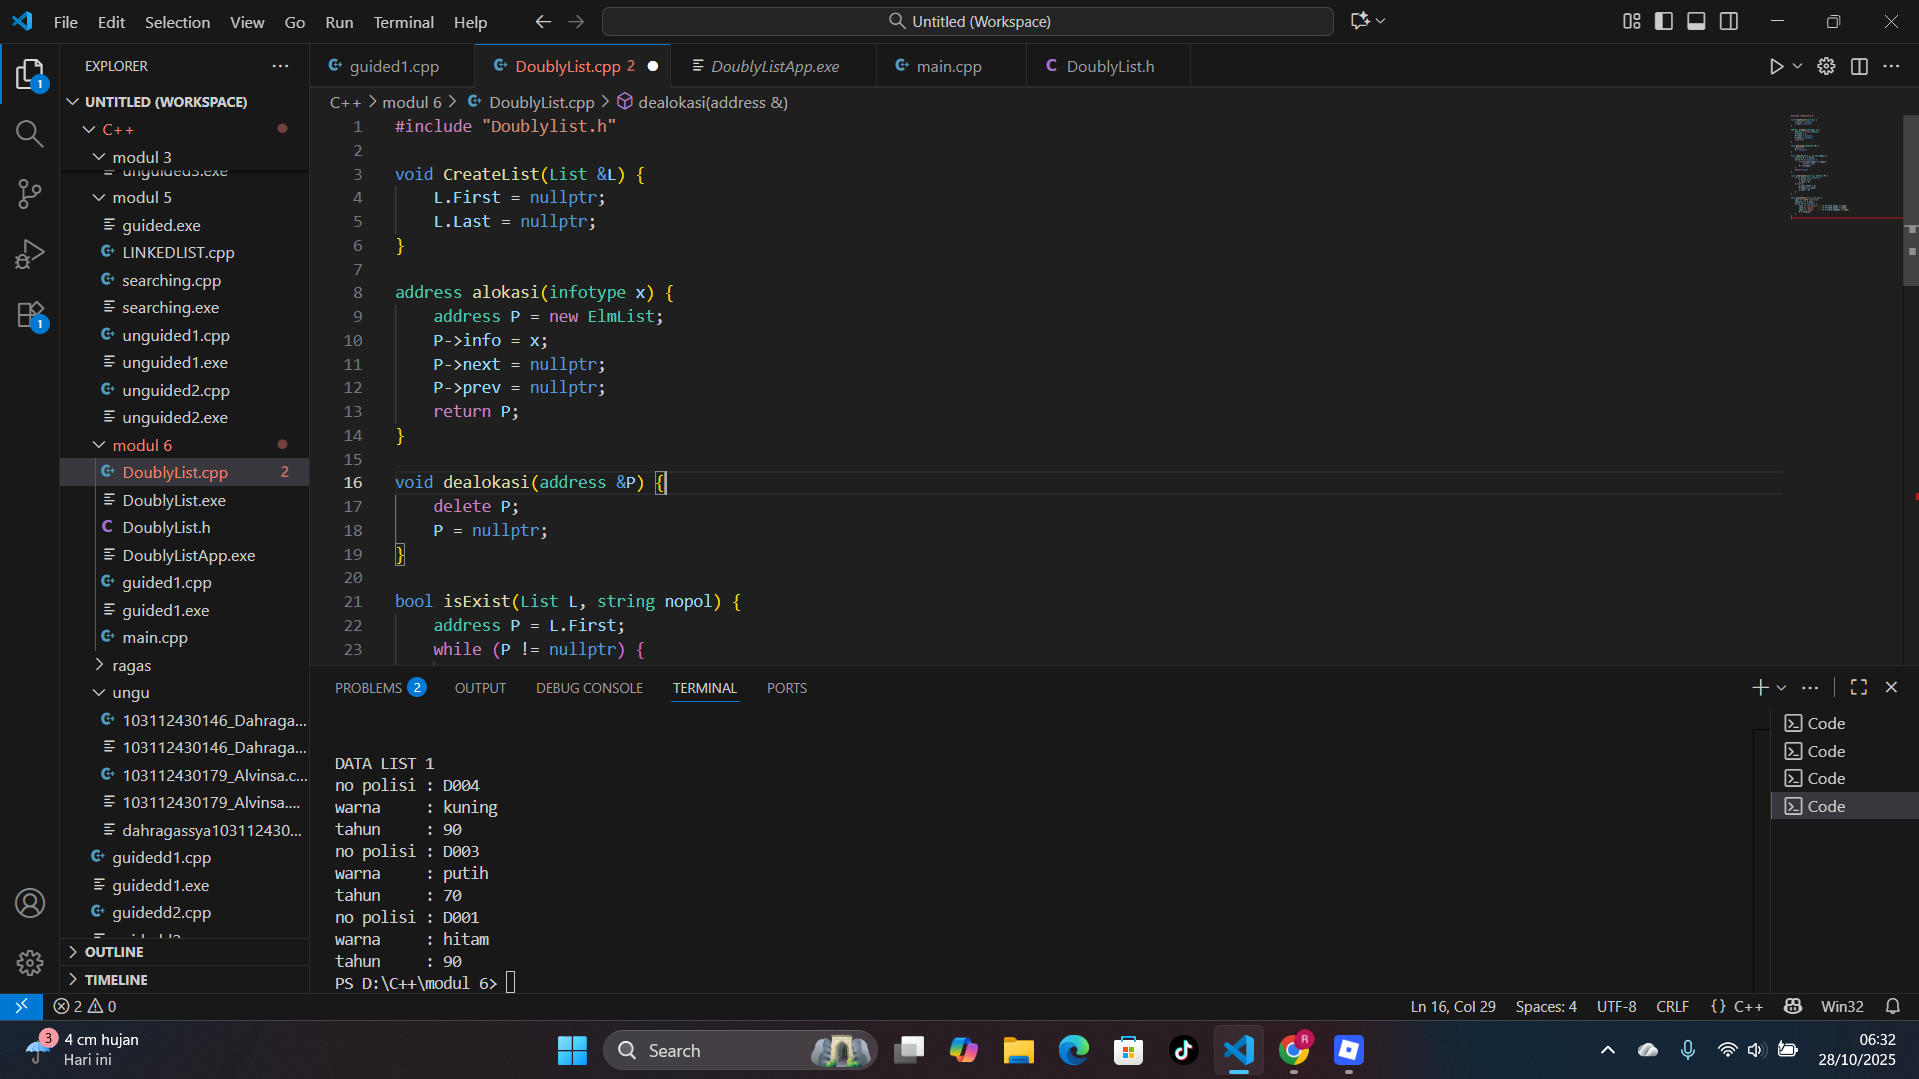 File Edit Selection View Go Run Terminal Help
Untitled (Workspace)
EXPLORER
guided1.cpp
DoublyList.cpp 2
DoublyListApp.exe
main.cpp
DoublyList.h
UNTITLED (WORKSPACE)
C++
modul 3
unguided3.exe
modul 5
guided.exe
LINKEDLIST.cpp
searching.cpp
searching.exe
unguided1.cpp
unguided1.exe
unguided2.cpp
unguided2.exe
modul 6
DoublyList.cpp 2
DoublyList.exe
DoublyList.h
DoublyListApp.exe
guided1.cpp
guided1.exe
main.cpp
ragas
ungu
103112430146_Dahraga...
103112430146_Dahraga...
103112430179_Alvinsa.c...
103112430179_Alvinsa....
dahragassya103112430...
guidedd1.cpp
guidedd1.exe
guidedd2.cpp
OUTLINE
TIMELINE
C++ > modul 6 > DoublyList.cpp > dealokasi(address &)
1 #include "Doublylist.h"
2
3 void CreateList(List &L) {
4 L.First = nullptr;
5 L.Last = nullptr;
6 }
7
8 address alokasi(infotype x) {
9 address P = new ElmList;
10 P->info = x;
11 P->next = nullptr;
12 P->prev = nullptr;
13 return P;
14 }
15
16 void dealokasi(address &P) {
17 delete P;
18 P = nullptr;
19 }
20
21 bool isExist(List L, string nopol) {
22 address P = L.First;
23 while (P != nullptr) {
PROBLEMS 2 OUTPUT DEBUG CONSOLE TERMINAL PORTS
DATA LIST 1
no polisi : D004
warna : kuning
tahun : 90
no polisi : D003
warna : putih
tahun : 70
no polisi : D001
warna : hitam
tahun : 90
PS D:\C++\modul 6>
Code
Code
Code
Code
1
1
2 0
Ln 16, Col 29 Spaces: 4 UTF-8 CRLF {} C++ Win32
3
4 cm hujan
Hari ini
Search
R
06:32
28/10/2025